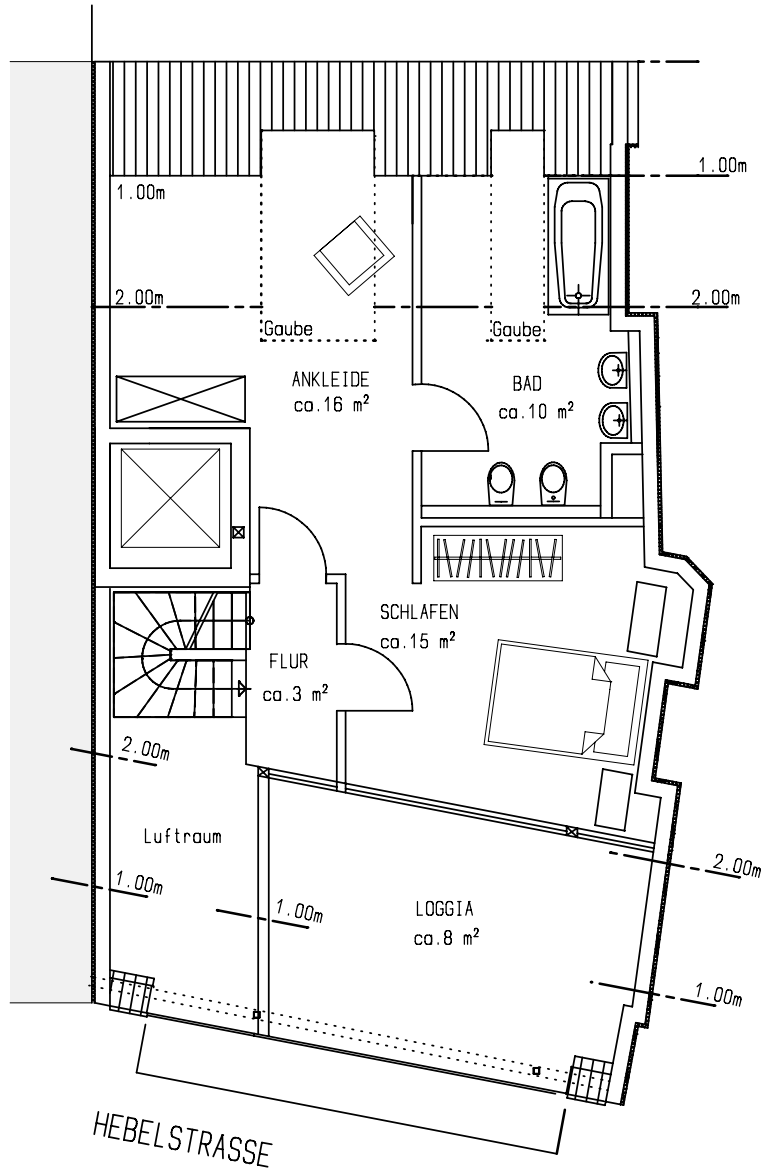 1.00m
1.00m
2.00m
2.00m
Gaube
Gaube
ANKLEIDE
ca.16 m²
BAD
ca.10 m²
SCHLAFEN
ca.15 m²
FLUR
ca.3 m²
2.00m
Luftraum
2.00m
1.00m
1.00m
LOGGIA
ca.8 m²
1.00m
HEBELSTRASSE